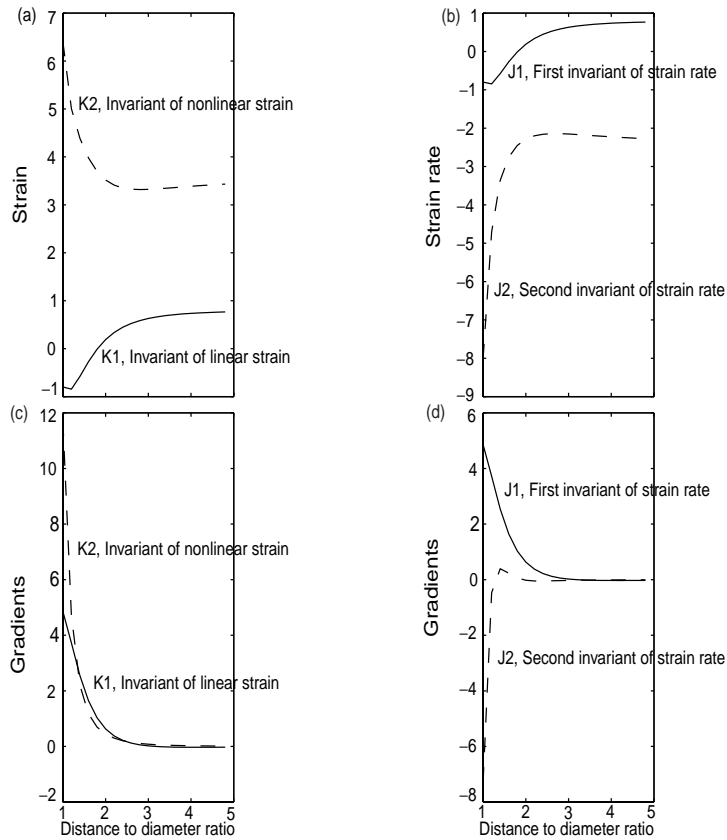 (a)
7
6
5
4
3
2
1
0
−1
Strain
K2, Invariant of nonlinear strain
K1, Invariant of linear strain
(b)
1
0
−1
−2
−3
−4
−5
−6
−7
−8
−9
Strain rate
J1, First invariant of strain rate
J2, Second invariant of strain rate
(c)
12
10
8
6
4
2
0
−2
Gradients
K2, Invariant of nonlinear strain
K1, Invariant of linear strain
1 2 3 4 5
Distance to diameter ratio
(d)
6
4
2
0
−2
−4
−6
−8
Gradients
J1, First invariant of strain rate
J2, Second invariant of strain rate
1 2 3 4 5
Distance to diameter ratio